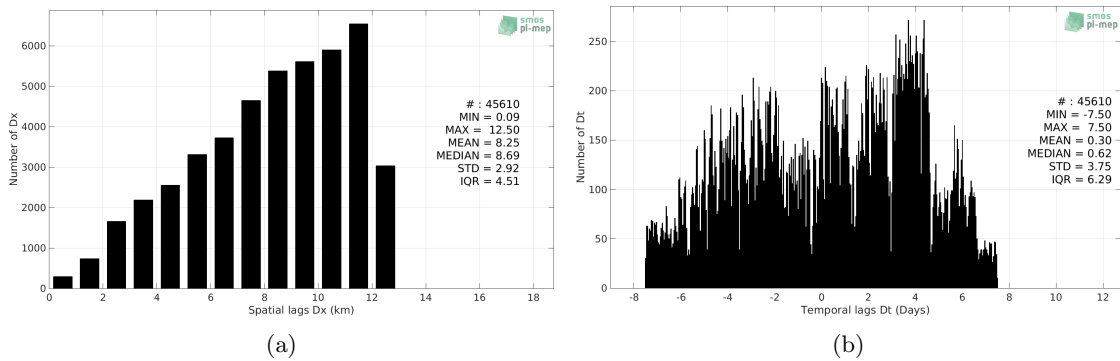 smos
pi-mep
Number of Dx
6000
5000
4000
3000
2000
1000
0
# : 45610
MIN = 0.09
MAX = 12.50
MEAN = 8.25
MEDIAN = 8.69
STD = 2.92
IQR = 4.51
0 2 4 6 8 10 12 14 16 18
Spatial lags Dx (km)
(a)
smos
pi-mep
Number of Dt
250
200
150
100
50
0
# : 45610
MIN = -7.50
MAX = 7.50
MEAN = 0.30
MEDIAN = 0.62
STD = 3.75
IQR = 6.29
-8 -6 -4 -2 0 2 4 6 8 10 12
Temporal lags Dt (Days)
(b)